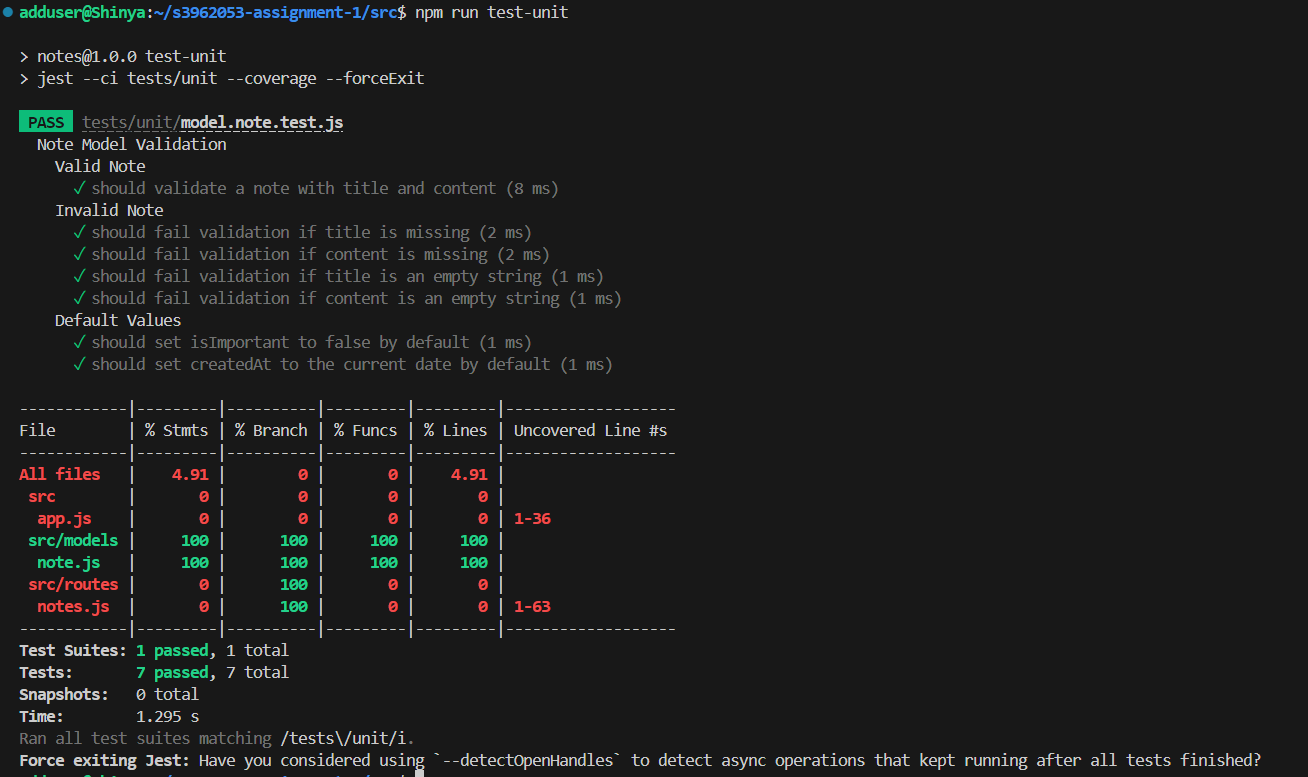 adduser@Shinya:~/s3962053-assignment-1/src$ npm run test-unit
> notes@1.0.0 test-unit
> jest --ci tests/unit --coverage --forceExit
PASS tests/unit/model.note.test.js
Note Model Validation
Valid Note
✓ should validate a note with title and content (8 ms)
Invalid Note
✓ should fail validation if title is missing (2 ms)
✓ should fail validation if content is missing (2 ms)
✓ should fail validation if title is an empty string (1 ms)
✓ should fail validation if content is an empty string (1 ms)
Default Values
✓ should set isImportant to false by default (1 ms)
✓ should set createdAt to the current date by default (1 ms)
------------|---------|----------|---------|---------|-------------------
File        | % Stmts | % Branch | % Funcs | % Lines | Uncovered Line #s
------------|---------|----------|---------|---------|-------------------
All files   |    4.91 |        0 |       0 |    4.91 |
src         |       0 |        0 |       0 |       0 |
app.js      |       0 |        0 |       0 |       0 | 1-36
src/models  |     100 |      100 |     100 |     100 |
note.js     |     100 |      100 |     100 |     100 |
src/routes  |       0 |      100 |       0 |       0 |
notes.js    |       0 |      100 |       0 |       0 | 1-63
------------|---------|----------|---------|---------|-------------------
Test Suites: 1 passed, 1 total
Tests:       7 passed, 7 total
Snapshots:   0 total
Time:        1.295 s
Ran all test suites matching /tests\/unit/i.
Force exiting Jest: Have you considered using `--detectOpenHandles` to detect async operations that kept running after all tests finished?